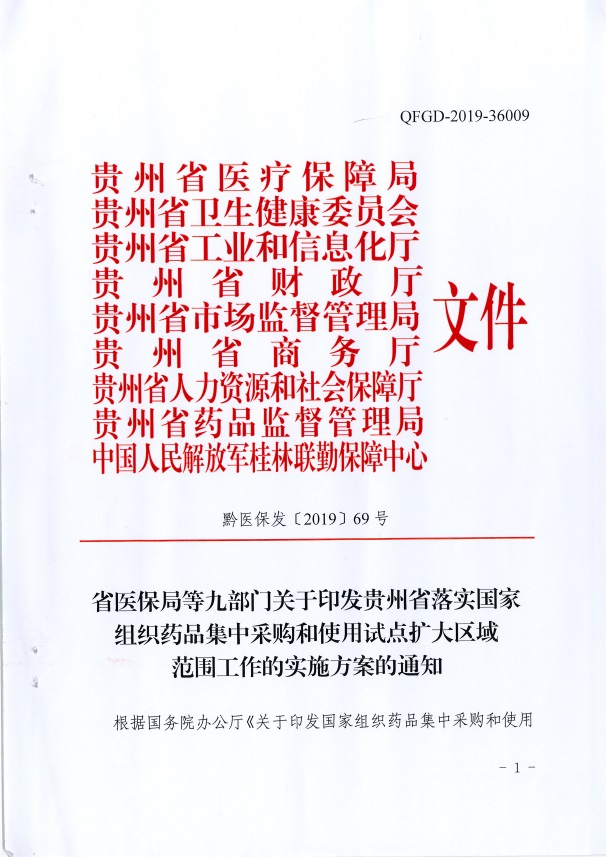 QFGD-2019-36009
贵州省医疗保障局
贵州省卫生健康委员会
贵州省工业和信息化厅
贵州省财政厅
贵州省市场监督管理局
贵州省商务厅
贵州省人力资源和社会保障厅
贵州省药品监督管理局
中国人民解放军桂林联勤保障中心
文件
黔医保发〔2019〕69号
省医保局等九部门关于印发贵州省落实国家
组织药品集中采购和使用试点扩大区域
范围工作的实施方案的通知
根据国务院办公厅《关于印发国家组织药品集中采购和使用
- 1 -